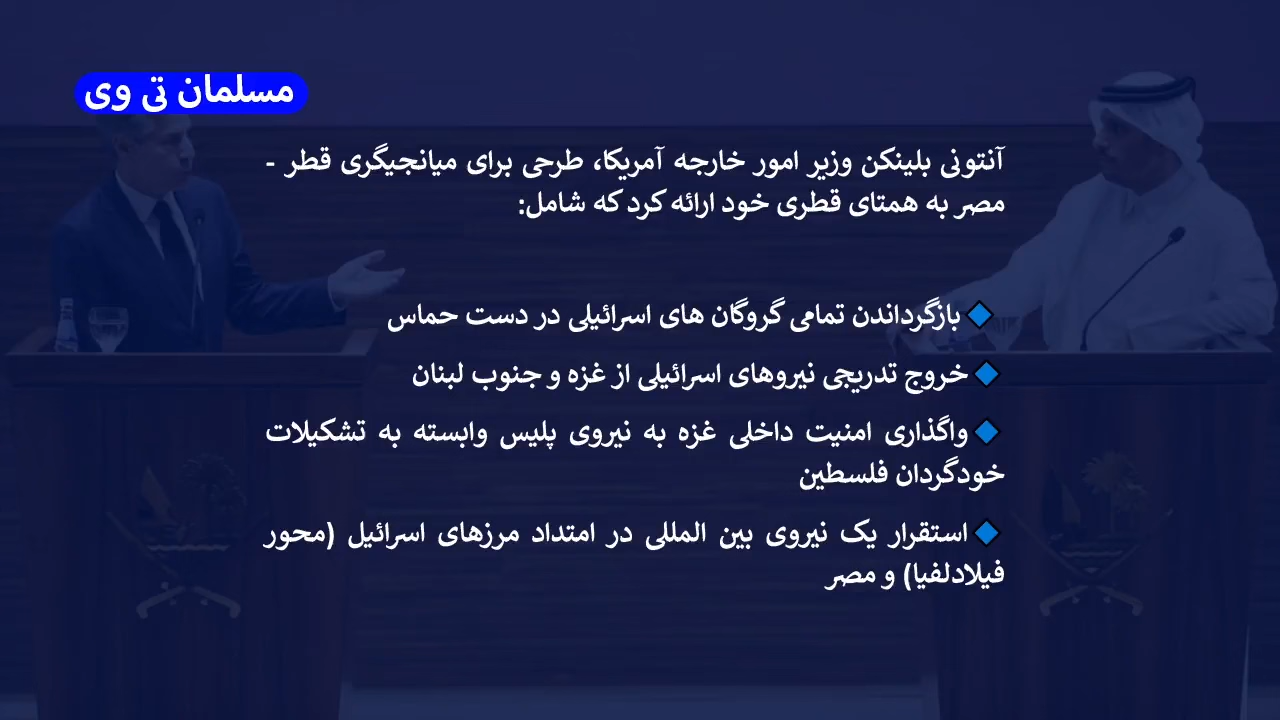 مسلمان تی وی
آنتونی بلینکن وزیر امور خارجه آمریکا، طرحی برای میانجیگری قطر -
مصر به همتای قطری خود ارائه کرد که شامل:
🔷بازگرداندن تمامی گروگان های اسرائیلی در دست حماس
🔷خروج تدریجی نیروهای اسرائیلی از غزه و جنوب لبنان
🔷واگذاری امنیت داخلی غزه به نیروی پلیس وابسته به تشکیلات
خودگردان فلسطین
🔷استقرار یک نیروی بین المللی در امتداد مرزهای اسرائیل (محور
فیلادلفیا) و مصر